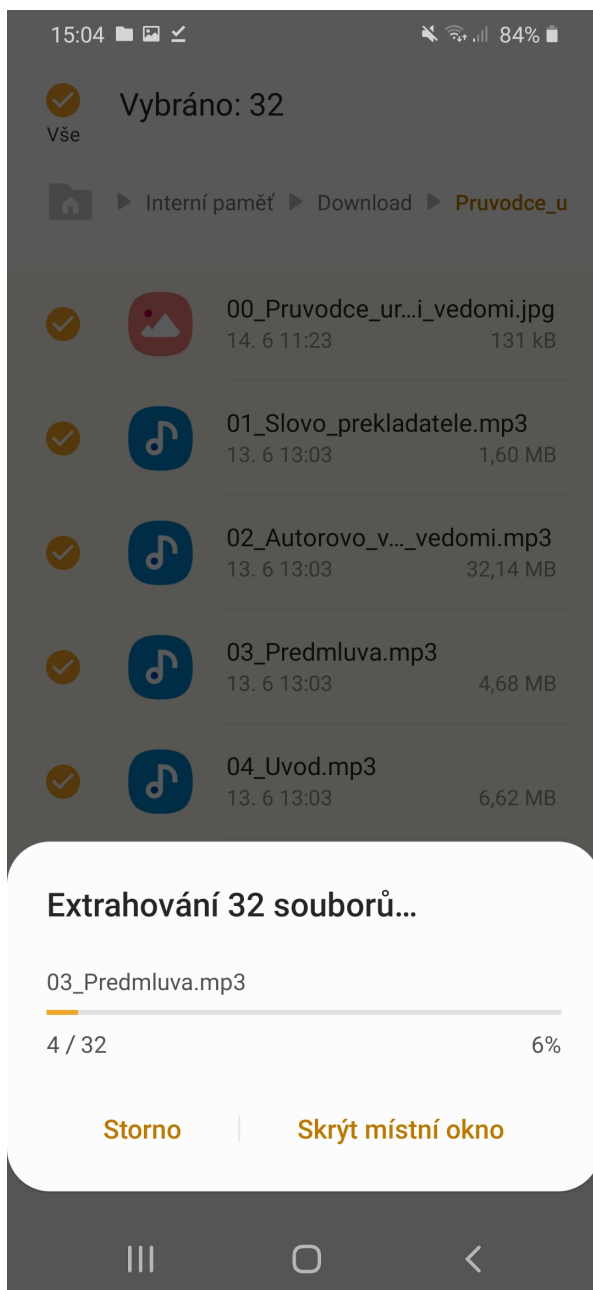 15:04 84%
Vybráno: 32
Vše
Interní paměť Download Pruvodce_u
00_Pruvodce_ur...i_vedomi.jpg
14. 6 11:23 131 kB
01_Slovo_prekladatele.mp3
13. 6 13:03 1,60 MB
02_Autorovo_v..._vedomi.mp3
13. 6 13:03 32,14 MB
03_Predmluva.mp3
13. 6 13:03 4,68 MB
04_Uvod.mp3
13. 6 13:03 6,62 MB
Extrahování 32 souborů...
03_Predmluva.mp3
4 / 32 6%
Storno Skrýt místní okno